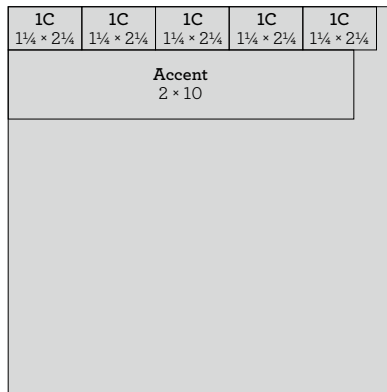 1C 1C 1C 1C 1C
1¼ × 2¼ 1¼ × 2¼ 1¼ × 2¼ 1¼ × 2¼ 1¼ × 2¼
Accent
2 × 10